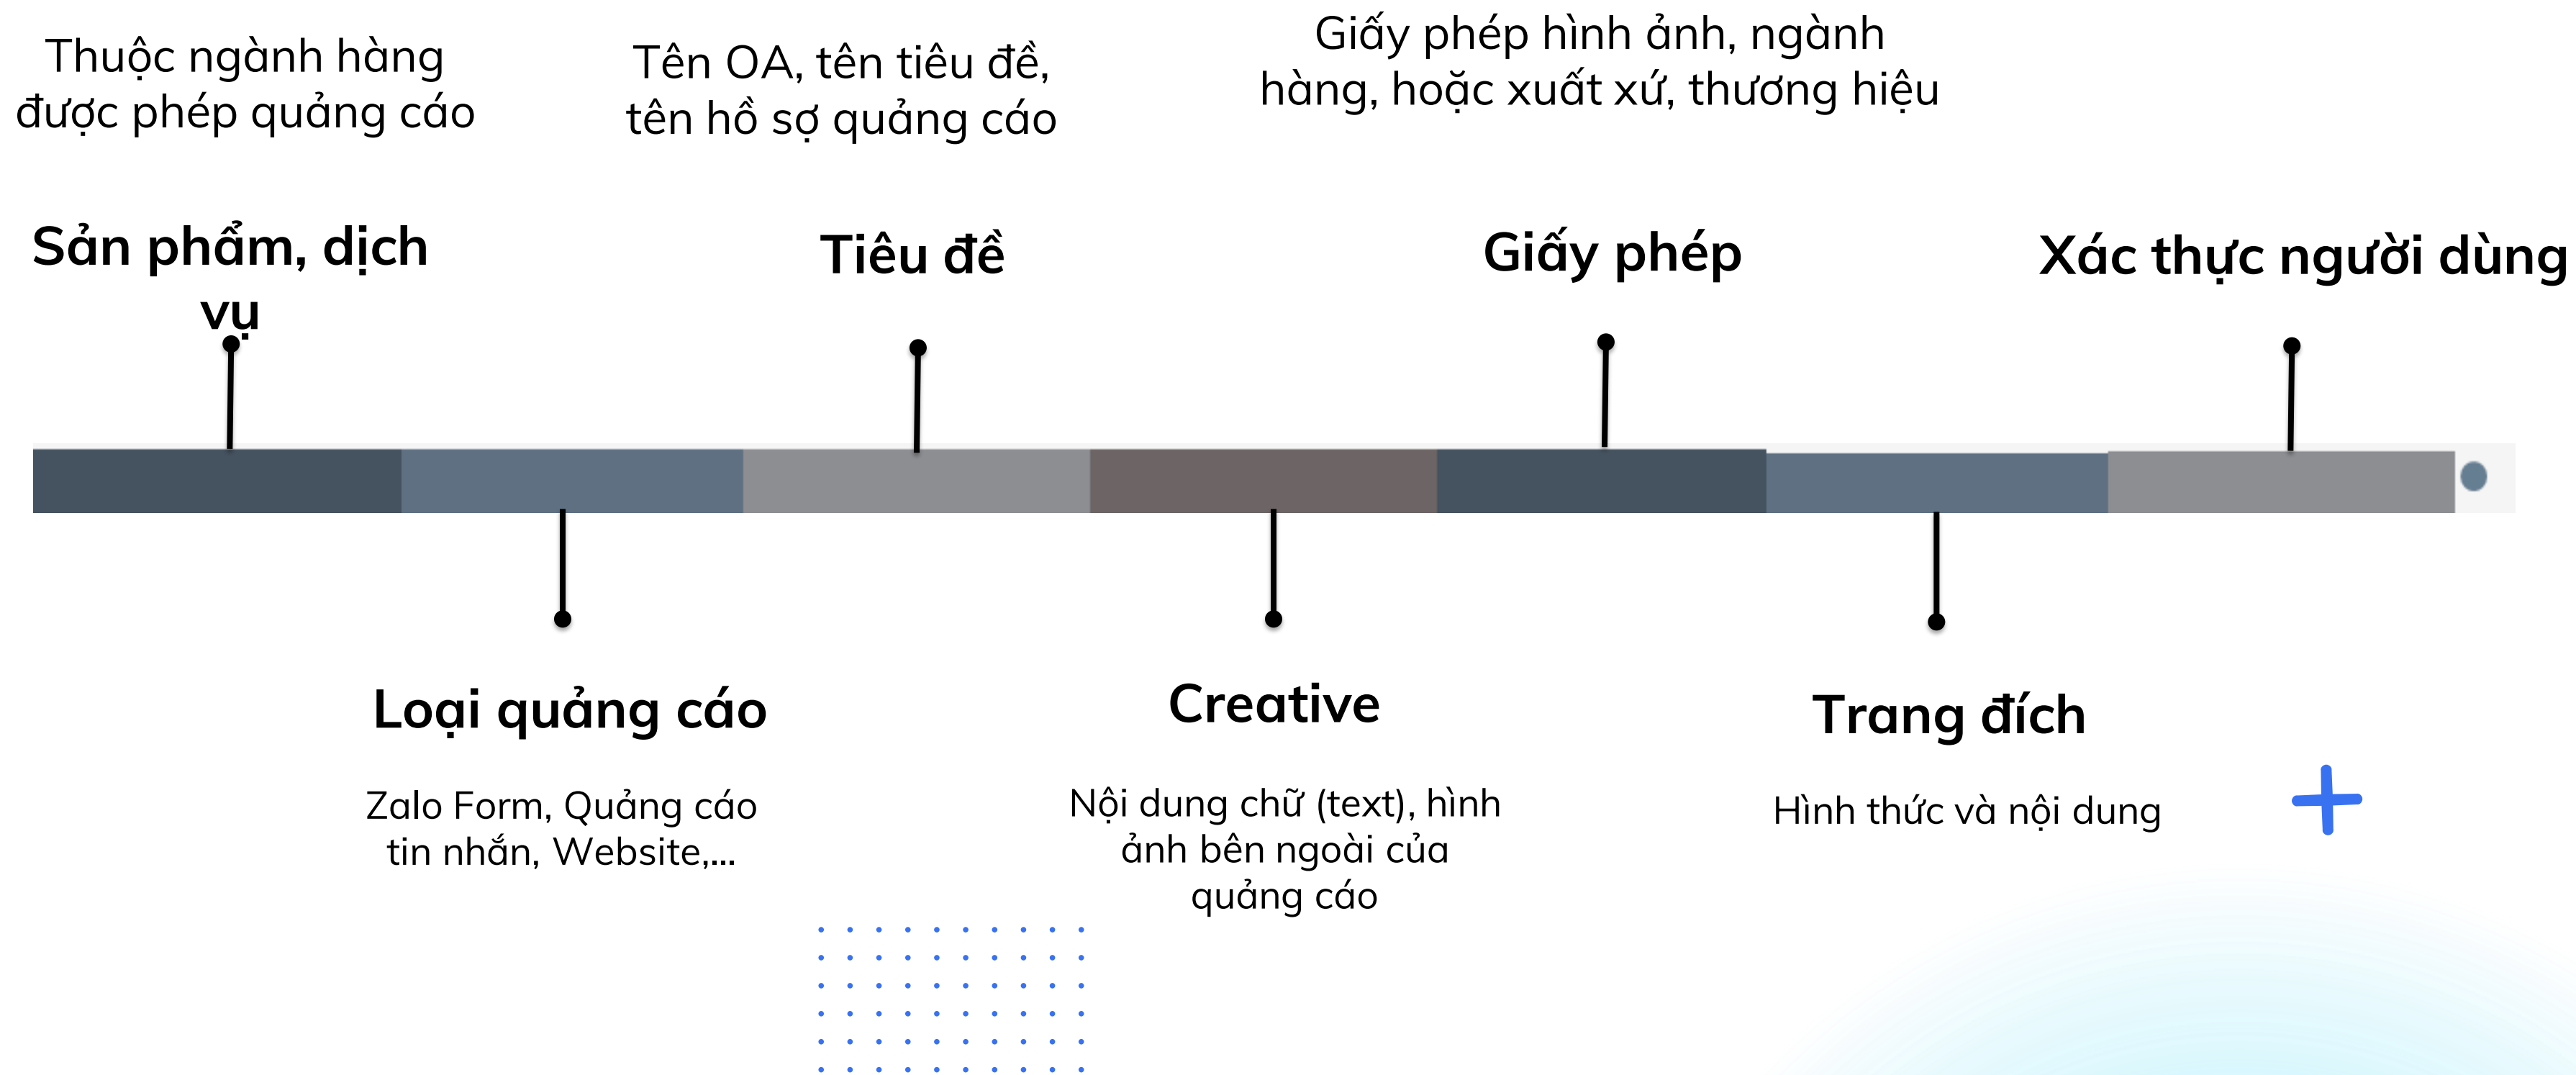 Thuộc ngành hàng
được phép quảng cáo
Sản phẩm, dịch
vụ
Loại quảng cáo
Zalo Form, Quảng cáo
tin nhắn, Website,...
Tên OA, tên tiêu đề,
tên hồ sợ quảng cáo
Tiêu đề
Creative
Nội dung chữ (text), hình
ảnh bên ngoài của
quảng cáo
Giấy phép hình ảnh, ngành
hàng, hoặc xuất xứ, thương hiệu
Giấy phép
Trang đích
Hình thức và nội dung
Xác thực người dùng